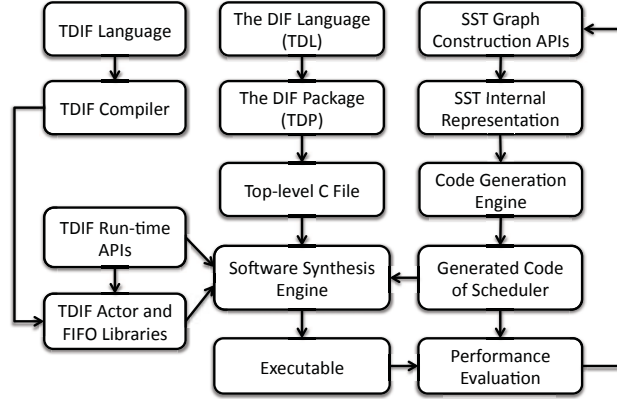 TDIF Language
TDIF Compiler
TDIF Run-time
APIs
TDIF Actor and
FIFO Libraries
The DIF Language
(TDL)
The DIF Package
(TDP)
Top-level C File
Software Synthesis
Engine
Executable
SST Graph
Construction APIs
SST Internal
Representation
Code Generation
Engine
Generated Code
of Scheduler
Performance
Evaluation